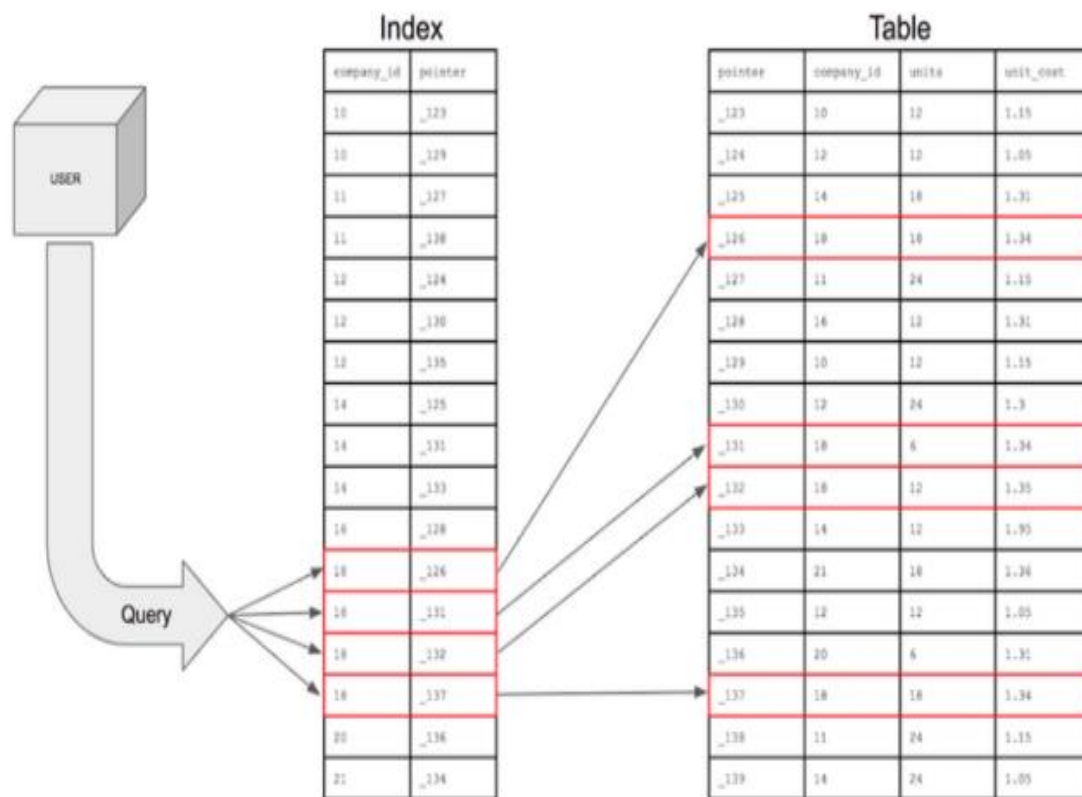 Index
company_id pointer
10 _123
10 _129
11 _127
11 _138
12 _124
12 _130
12 _135
14 _125
14 _131
14 _133
16 _128
18 _126
18 _131
18 _132
18 _137
20 _136
21 _134
USER
Query
Table
pointer company_id units unit_cost
_123 10 12 1.15
_124 12 12 1.05
_125 14 18 1.31
_126 18 18 1.34
_127 11 24 1.15
_128 16 12 1.31
_129 10 12 1.15
_130 12 24 1.3
_131 18 6 1.34
_132 18 12 1.35
_133 14 12 1.95
_134 21 18 1.36
_135 12 12 1.05
_136 20 6 1.31
_137 18 18 1.34
_138 11 24 1.15
_139 14 24 1.05